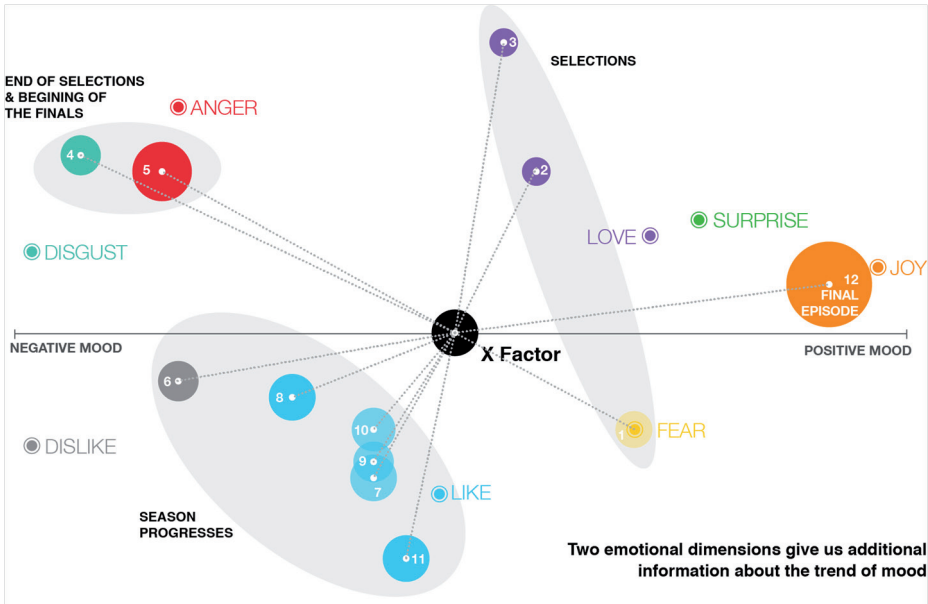 3
SELECTIONS
END OF SELECTIONS
& BEGINING OF
THE FINALS
ANGER
4
5
2
SURPRISE
LOVE
DISGUST
JOY
12
FINAL
EPISODE
NEGATIVE MOOD
X Factor
POSITIVE MOOD
6
8
10
1
FEAR
DISLIKE
9
7
LIKE
SEASON
PROGRESSES
11
Two emotional dimensions give us additional
information about the trend of mood